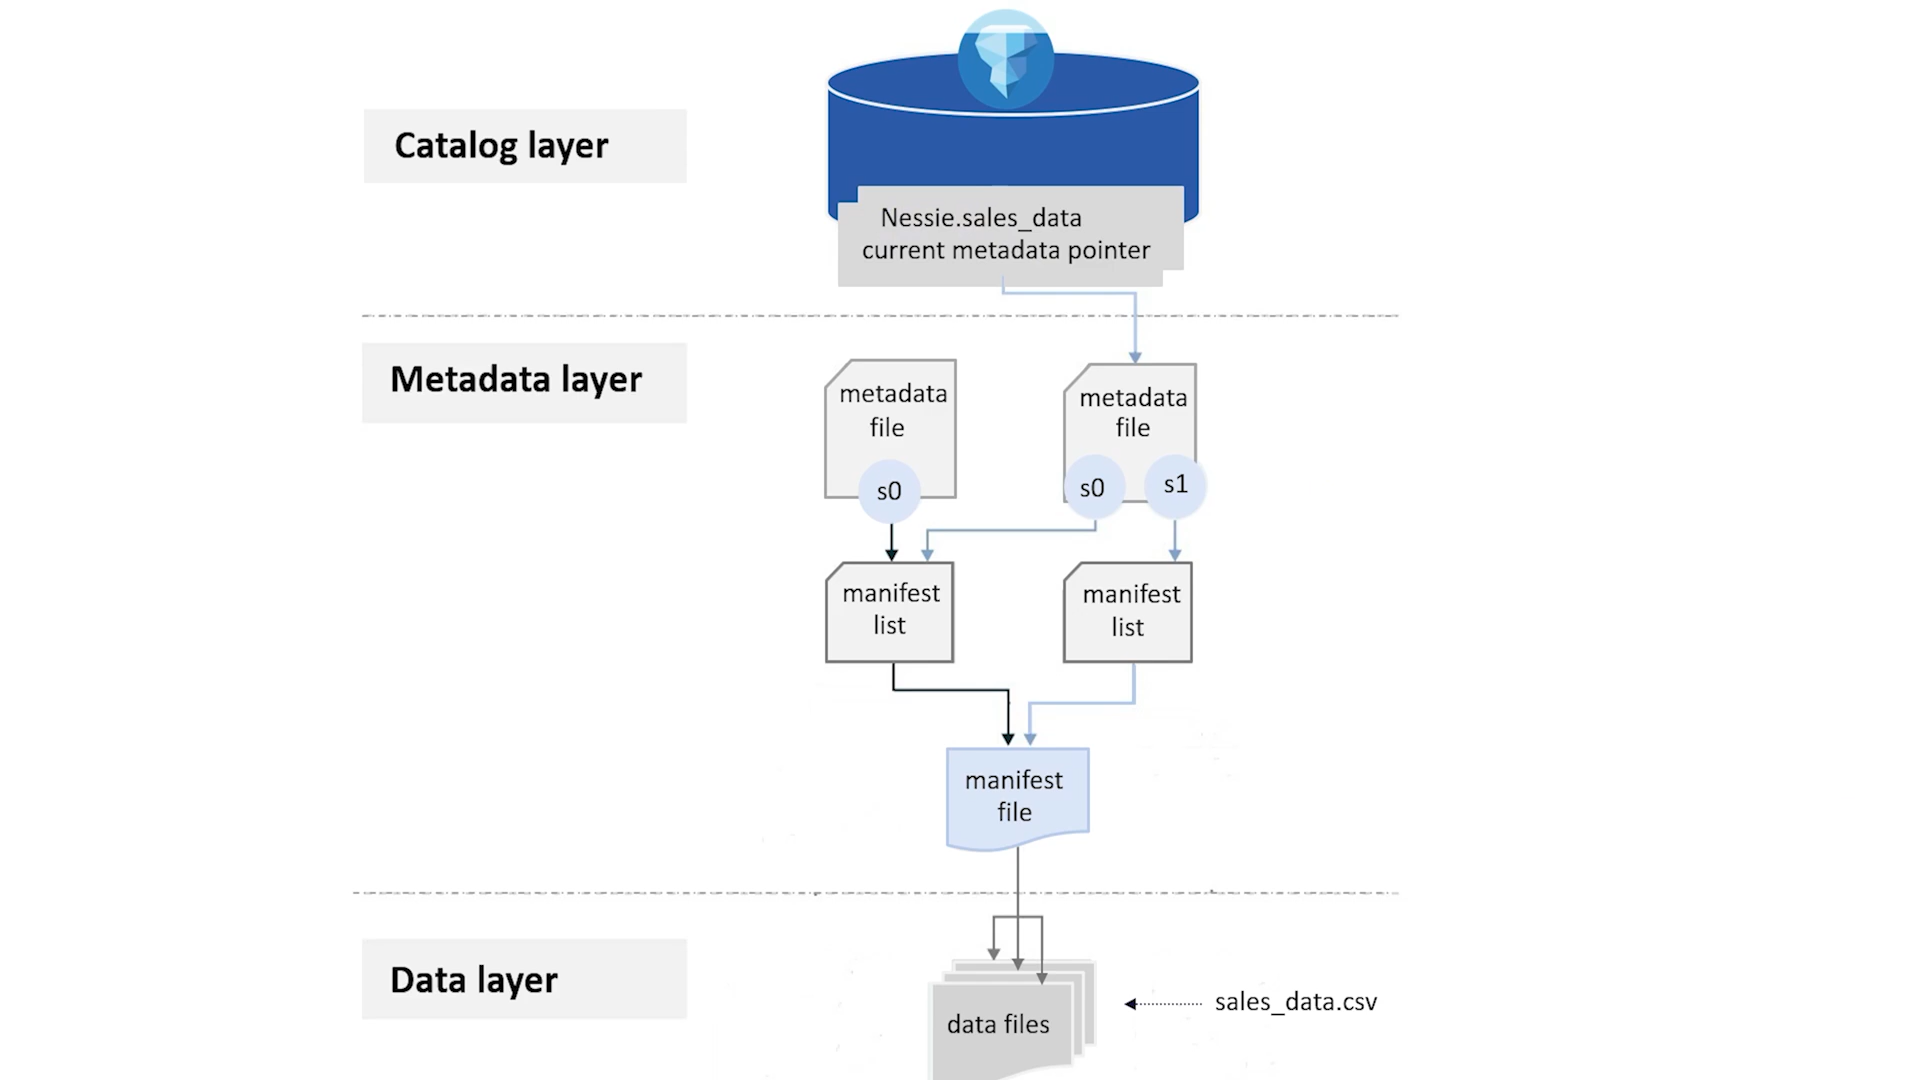 Catalog layer
Nessie.sales_data
current metadata pointer
Metadata layer
metadata
file
s0
metadata
file
s0
s1
manifest
list
manifest
list
manifest
file
Data layer
data files
sales_data.csv